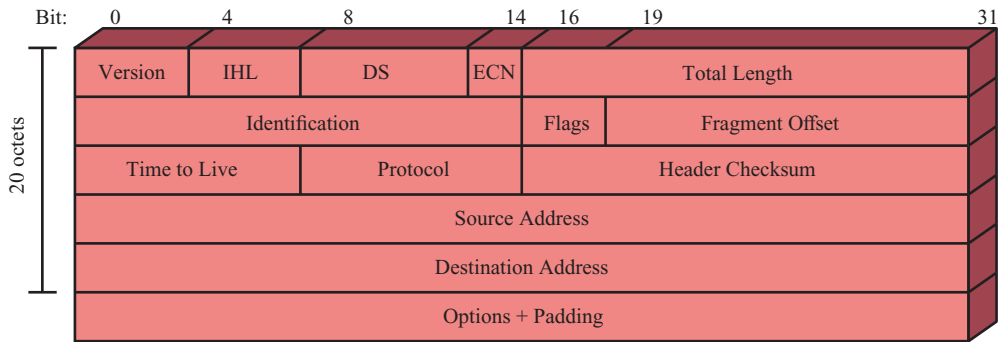 Bit: 0 4 8 14 16 19 31
Version IHL DS ECN Total Length
Identification Flags Fragment Offset
Time to Live Protocol Header Checksum
Source Address
Destination Address
Options + Padding
20 octets